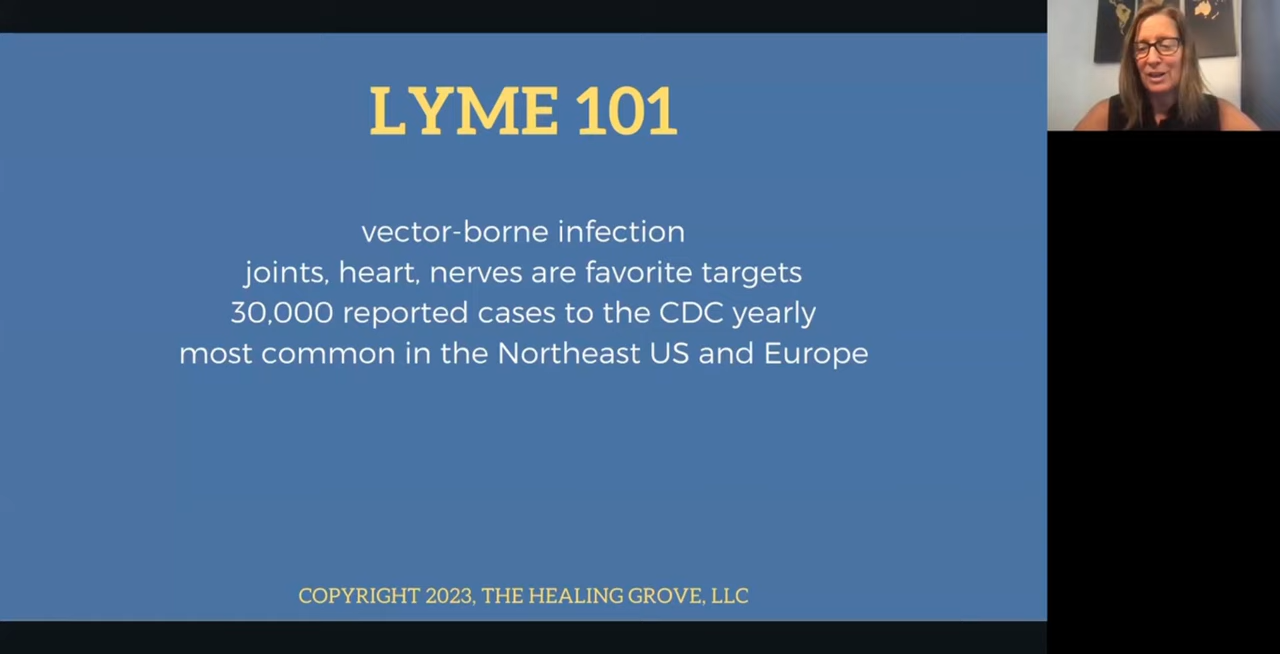 LYME 101
vector-borne infection
joints, heart, nerves are favorite targets
30,000 reported cases to the CDC yearly
most common in the Northeast US and Europe
COPYRIGHT 2023, THE HEALING GROVE, LLC